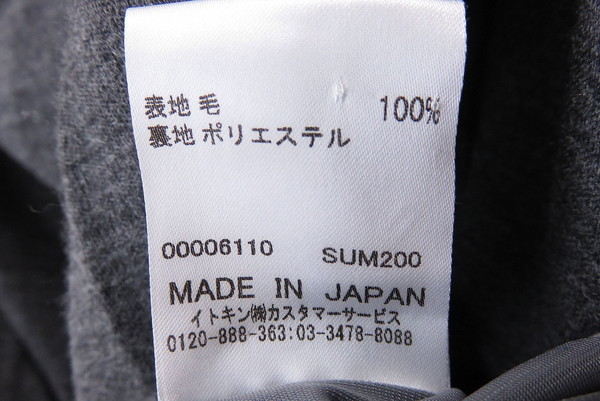 表地 毛 100%
裏地 ポリエステル
00006110 SUM200
MADE IN JAPAN
イトキン㈱カスタマーサービス
0120-888-363:03-3478-8088